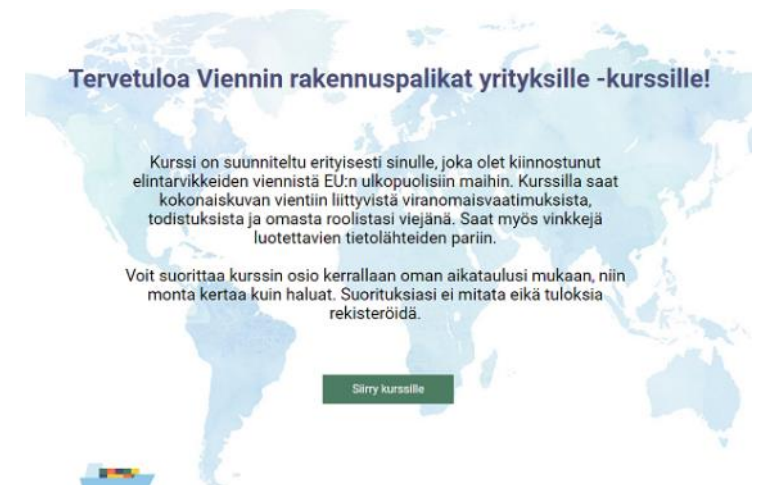 Tervetuloa Viennin rakennuspalikat yrityksille -kurssille!
Kurssi on suunniteltu erityisesti sinulle, joka olet kiinnostunut
elintarvikkeiden viennistä EU:n ulkopuolisiin maihin. Kurssilla saat
kokonaiskuvan vientiin liittyvistä viranomaisvaatimuksista,
todistuksista ja omasta roolistasi viejänä. Saat myös vinkkejä
luotettavien tietolähteiden pariin.
Voit suorittaa kurssin osio kerrallaan oman aikataulusi mukaan, niin
monta kertaa kuin haluat. Suorituksiasi ei mitata eikä tuloksia
rekisteröidä.
Siirry kurssille